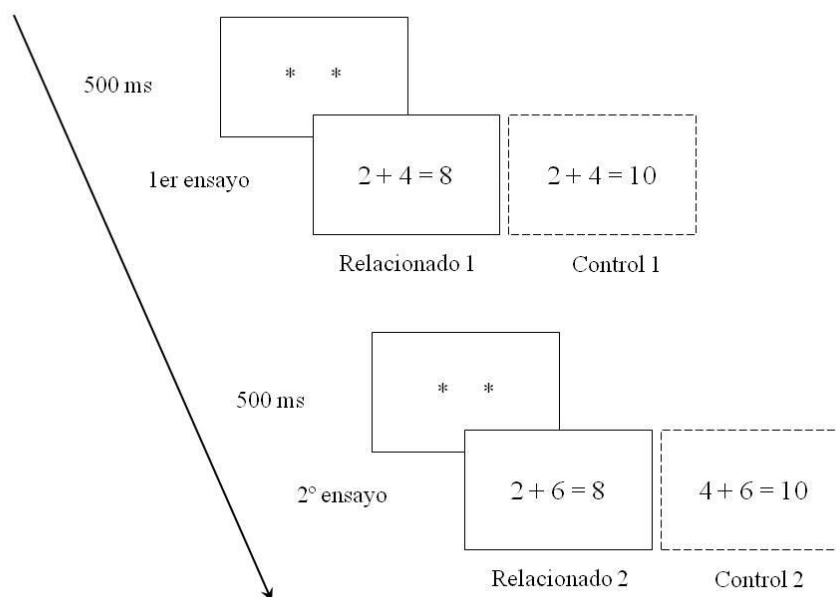 * *
500 ms
1er ensayo
2 + 4 = 8
2 + 4 = 10
Relacionado 1
Control 1
* *
500 ms
2º ensayo
2 + 6 = 8
4 + 6 = 10
Relacionado 2
Control 2